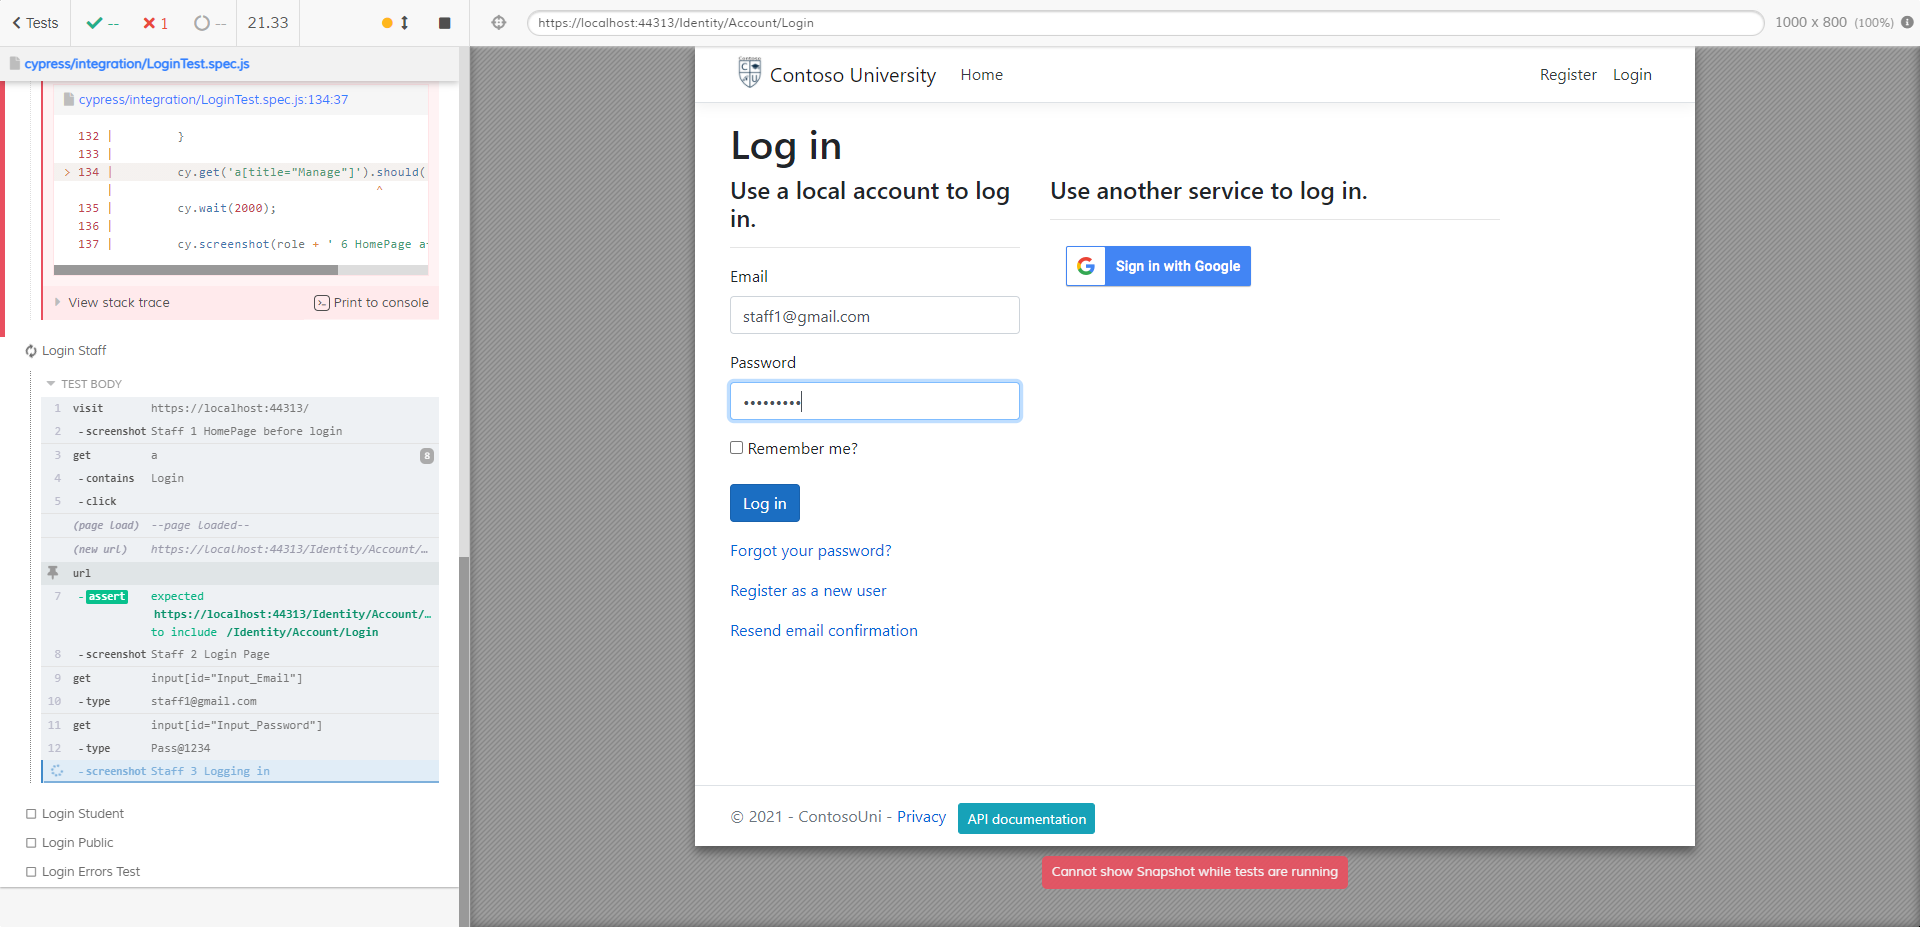 Tests
--
1
--
21.33
https://localhost:44313/Identity/Account/Login
1000 x 800 (100%)
cypress/integration/LoginTest.spec.js
cypress/integration/LoginTest.spec.js:134:37
132 | }
133 |
> 134 | cy.get('a[title="Manage"]').should(
| ^
135 | cy.wait(2000);
136 |
137 | cy.screenshot(role + ' 6 HomePage a
View stack trace
Print to console
Login Staff
TEST BODY
1 visit https://localhost:44313/
2 -screenshot Staff 1 HomePage before login
3 get a 8
4 -contains Login
5 -click
(page load) --page loaded--
(new url) https://localhost:44313/Identity/Account/…
url
7 -assert expected
https://localhost:44313/Identity/Account/…
to include /Identity/Account/Login
8 -screenshot Staff 2 Login Page
9 get input[id="Input_Email"]
10 -type staff1@gmail.com
11 get input[id="Input_Password"]
12 -type Pass@1234
-screenshot Staff 3 Logging in
Login Student
Login Public
Login Errors Test
Contoso University
Home
Register
Login
Log in
Use a local account to log
in.
Email
staff1@gmail.com
Password
•••••••••
Remember me?
Log in
Forgot your password?
Register as a new user
Resend email confirmation
Use another service to log in.
Sign in with Google
© 2021 - ContosoUni - Privacy
API documentation
Cannot show Snapshot while tests are running